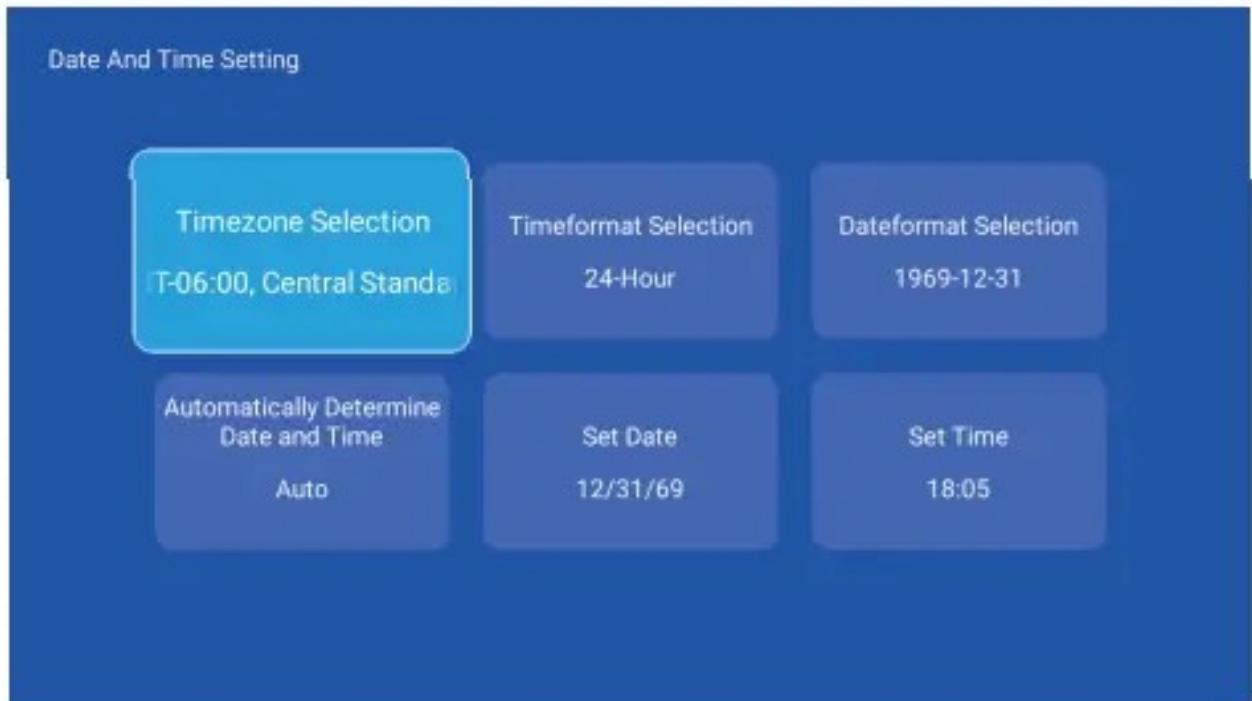 Date And Time Setting
Timezone Selection
T-06:00, Central Standa
Timeformat Selection
24-Hour
Dateformat Selection
1969-12-31
Automatically Determine
Date and Time
Auto
Set Date
12/31/69
Set Time
18:05